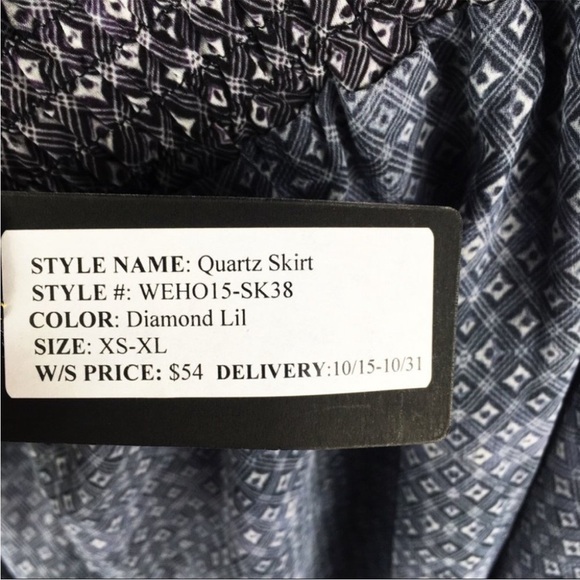 STYLE NAME: Quartz Skirt
STYLE #: WEHO15-SK38
COLOR: Diamond Lil
SIZE: XS-XL
W/S PRICE: $54 DELIVERY:10/15-10/31